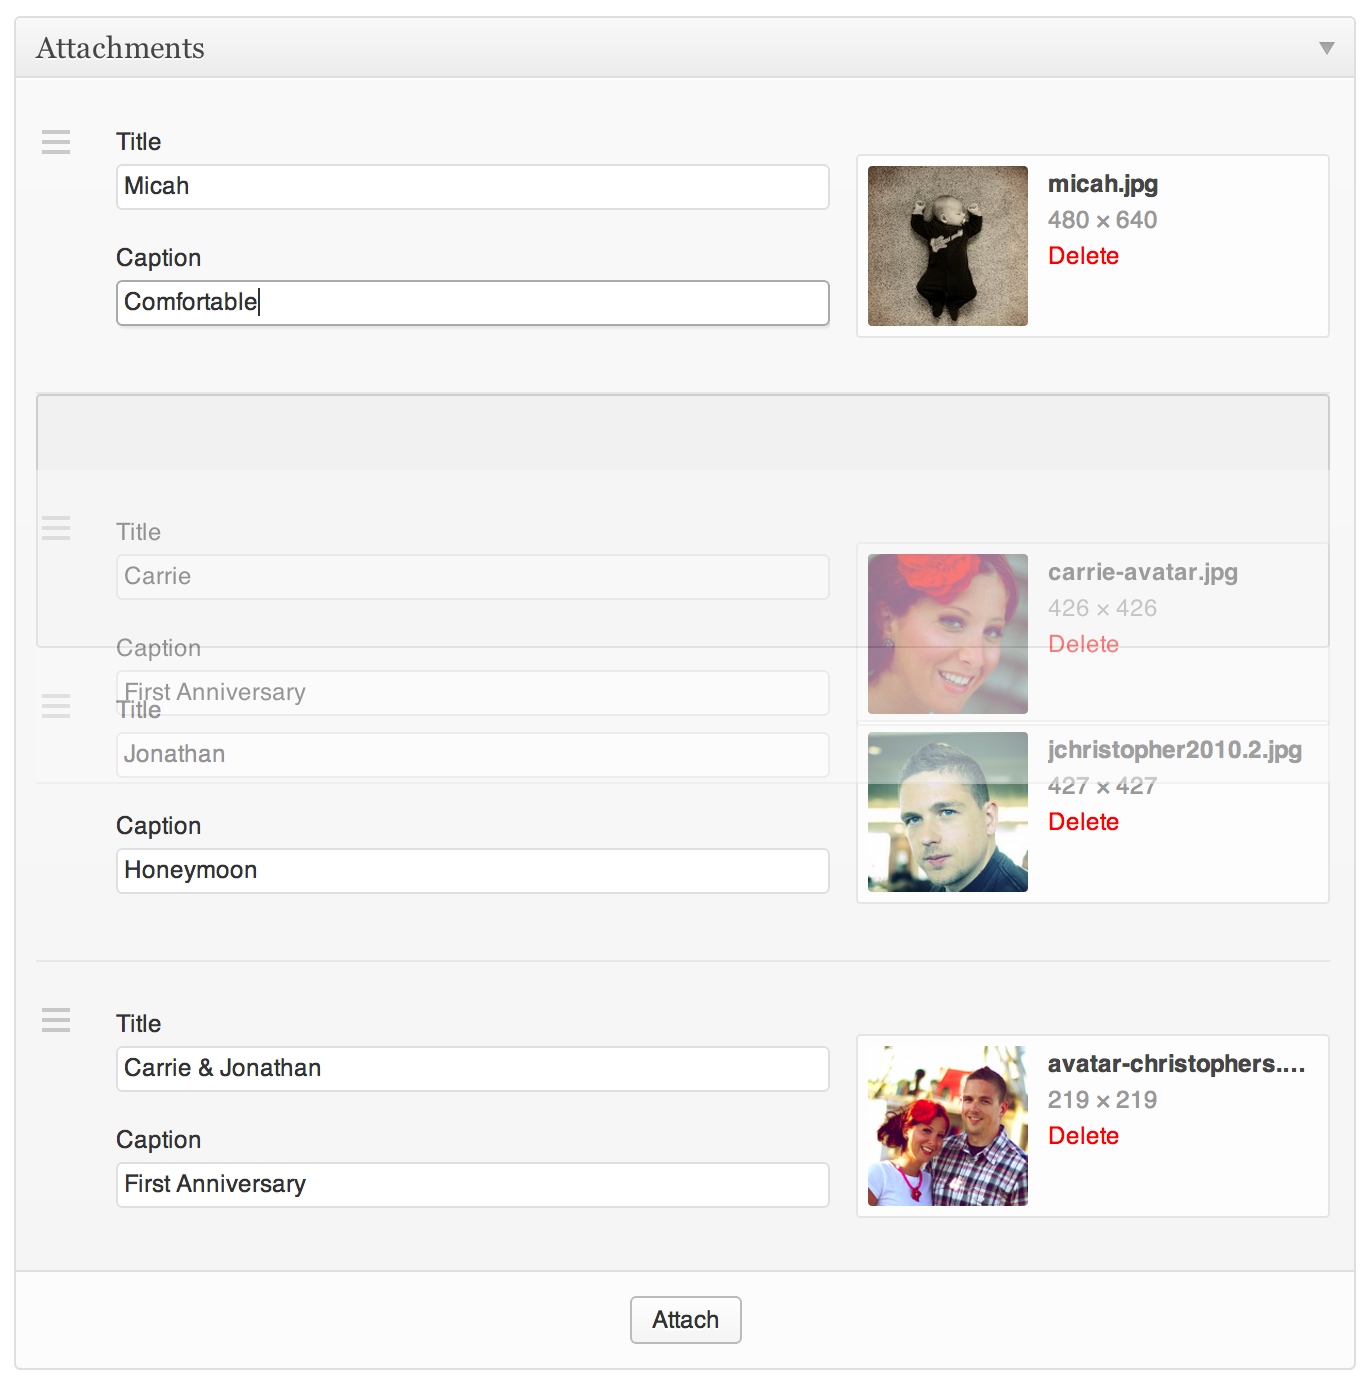 Attachments
Title
Micah
micah.jpg
480 × 640
Delete
Caption
Comfortable
Title
Carrie
carrie-avatar.jpg
426 × 426
Delete
Caption
First Anniversary
Title
Jonathan
jchristopher2010.2.jpg
427 × 427
Delete
Caption
Honeymoon
Title
Carrie & Jonathan
avatar-christophers....
219 × 219
Delete
Caption
First Anniversary
Attach